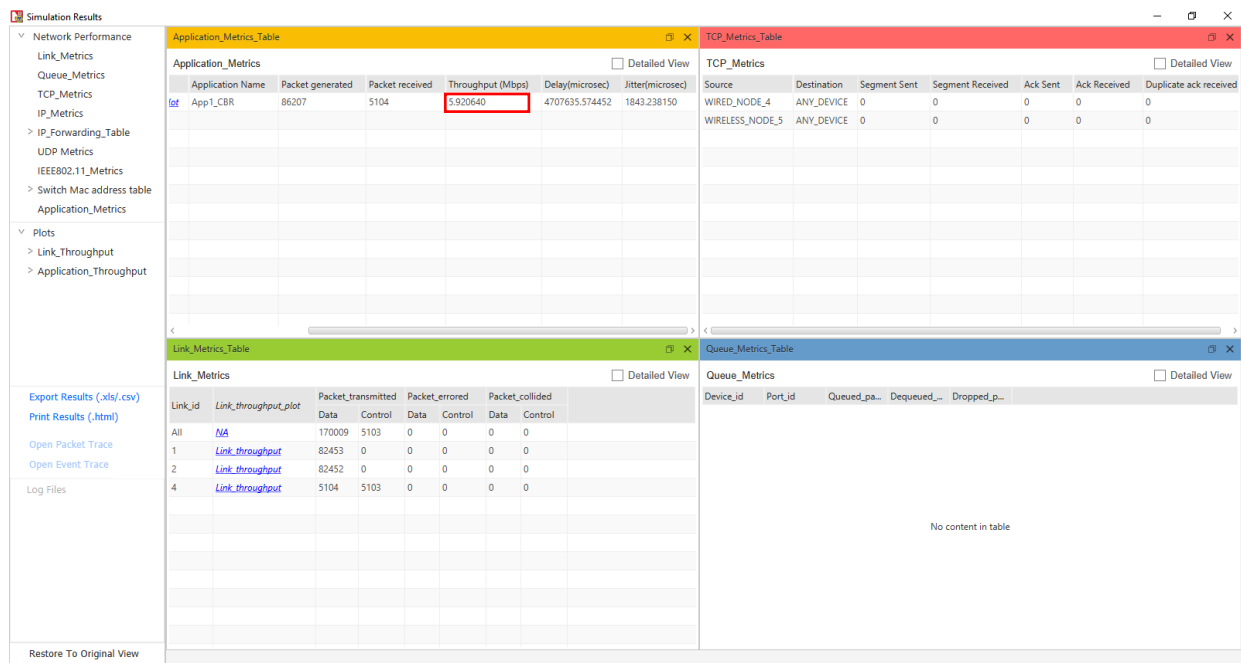 Simulation Results
Network Performance
Link_Metrics
Queue_Metrics
TCP_Metrics
IP_Metrics
IP_Forwarding_Table
UDP Metrics
IEEE802.11_Metrics
Switch Mac address table
Application_Metrics
Plots
Link_Throughput
Application_Throughput
Export Results (.xls/.csv)
Print Results (.html)
Open Packet Trace
Open Event Trace
Log Files
Restore To Original View
Application_Metrics_Table
Application_Metrics Detailed View
Application Name Packet generated Packet received Throughput (Mbps) Delay(microsec) Jitter(microsec)
lot App1_CBR 86207 5104 5.920640 4707635.574452 1843.238150
TCP_Metrics_Table
TCP_Metrics Detailed View
Source Destination Segment Sent Segment Received Ack Sent Ack Received Duplicate ack received
WIRED_NODE_4 ANY_DEVICE 0 0 0 0 0
WIRELESS_NODE_5 ANY_DEVICE 0 0 0 0 0
Link_Metrics_Table
Link_Metrics Detailed View
Link_id Link_throughput_plot Packet_transmitted Packet_errored Packet_collided
Data Control Data Control Data Control
All NA 170009 5103 0 0 0 0
1 Link_throughput 82453 0 0 0 0 0
2 Link_throughput 82452 0 0 0 0 0
4 Link_throughput 5104 5103 0 0 0 0
Queue_Metrics_Table
Queue_Metrics Detailed View
Device_id Port_id Queued_pa... Dequeued_... Dropped_p...
No content in table